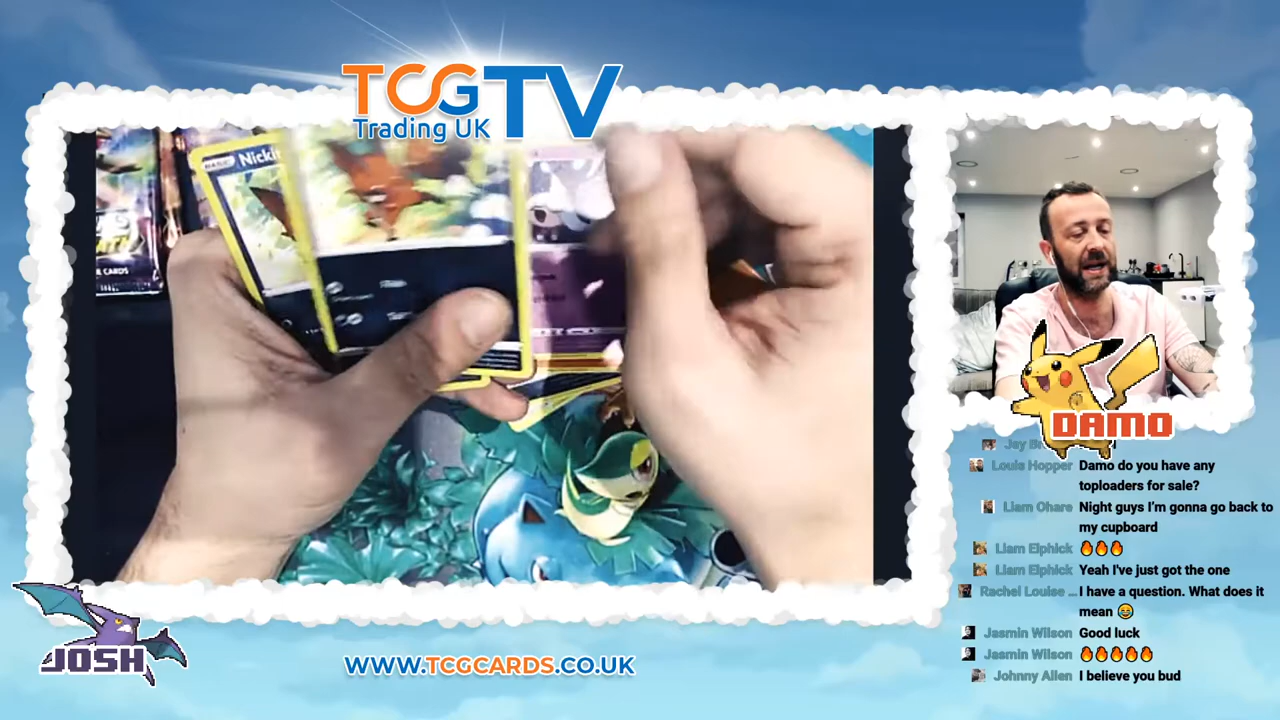 TCG TV
Trading UK
BASIC Nicki
CARDS
DAMO
Jay Br
Louis Hopper Damo do you have any
toploaders for sale?
Liam Ohare Night guys I'm gonna go back to
my cupboard
Liam Elphick 🔥🔥🔥
Liam Elphick Yeah I've just got the one
Rachel Louise ... I have a question. What does it
mean 😂
Jasmin Wilson Good luck
Jasmin Wilson 🔥🔥🔥🔥🔥
Johnny Allen I believe you bud
JOSH
WWW.TCGCARDS.CO.UK